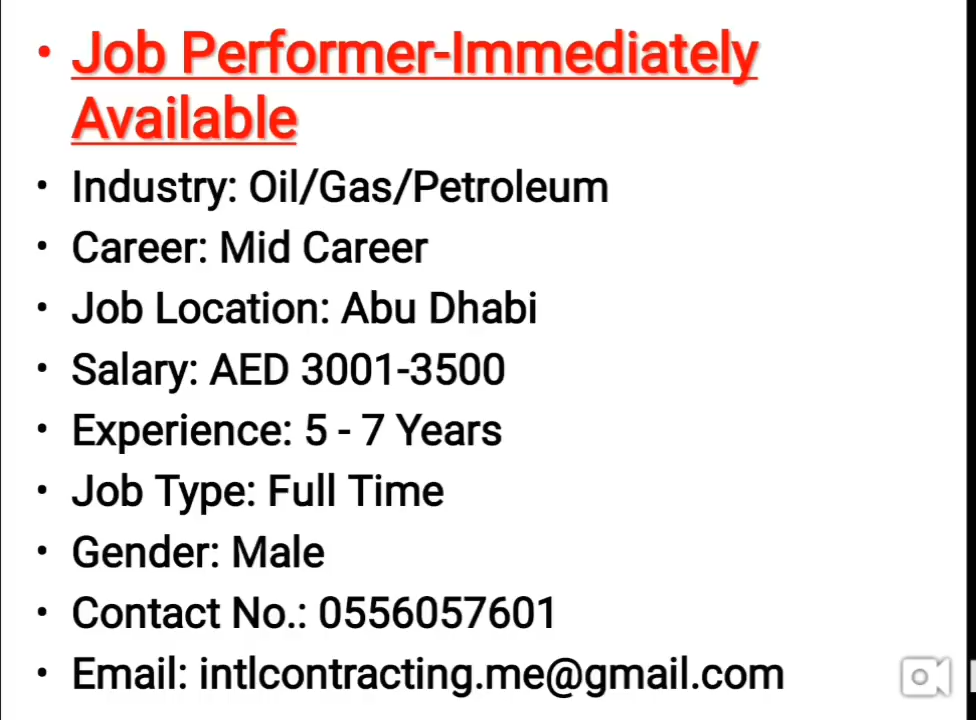 • Job Performer-Immediately
Available
• Industry: Oil/Gas/Petroleum
• Career: Mid Career
• Job Location: Abu Dhabi
• Salary: AED 3001-3500
• Experience: 5 - 7 Years
• Job Type: Full Time
• Gender: Male
• Contact No.: 0556057601
• Email: intlcontracting.me@gmail.com